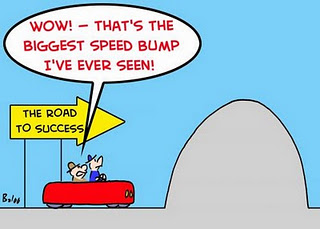 WOW! – THAT'S THE
BIGGEST SPEED BUMP
I'VE EVER SEEN!
THE ROAD
TO SUCCESS